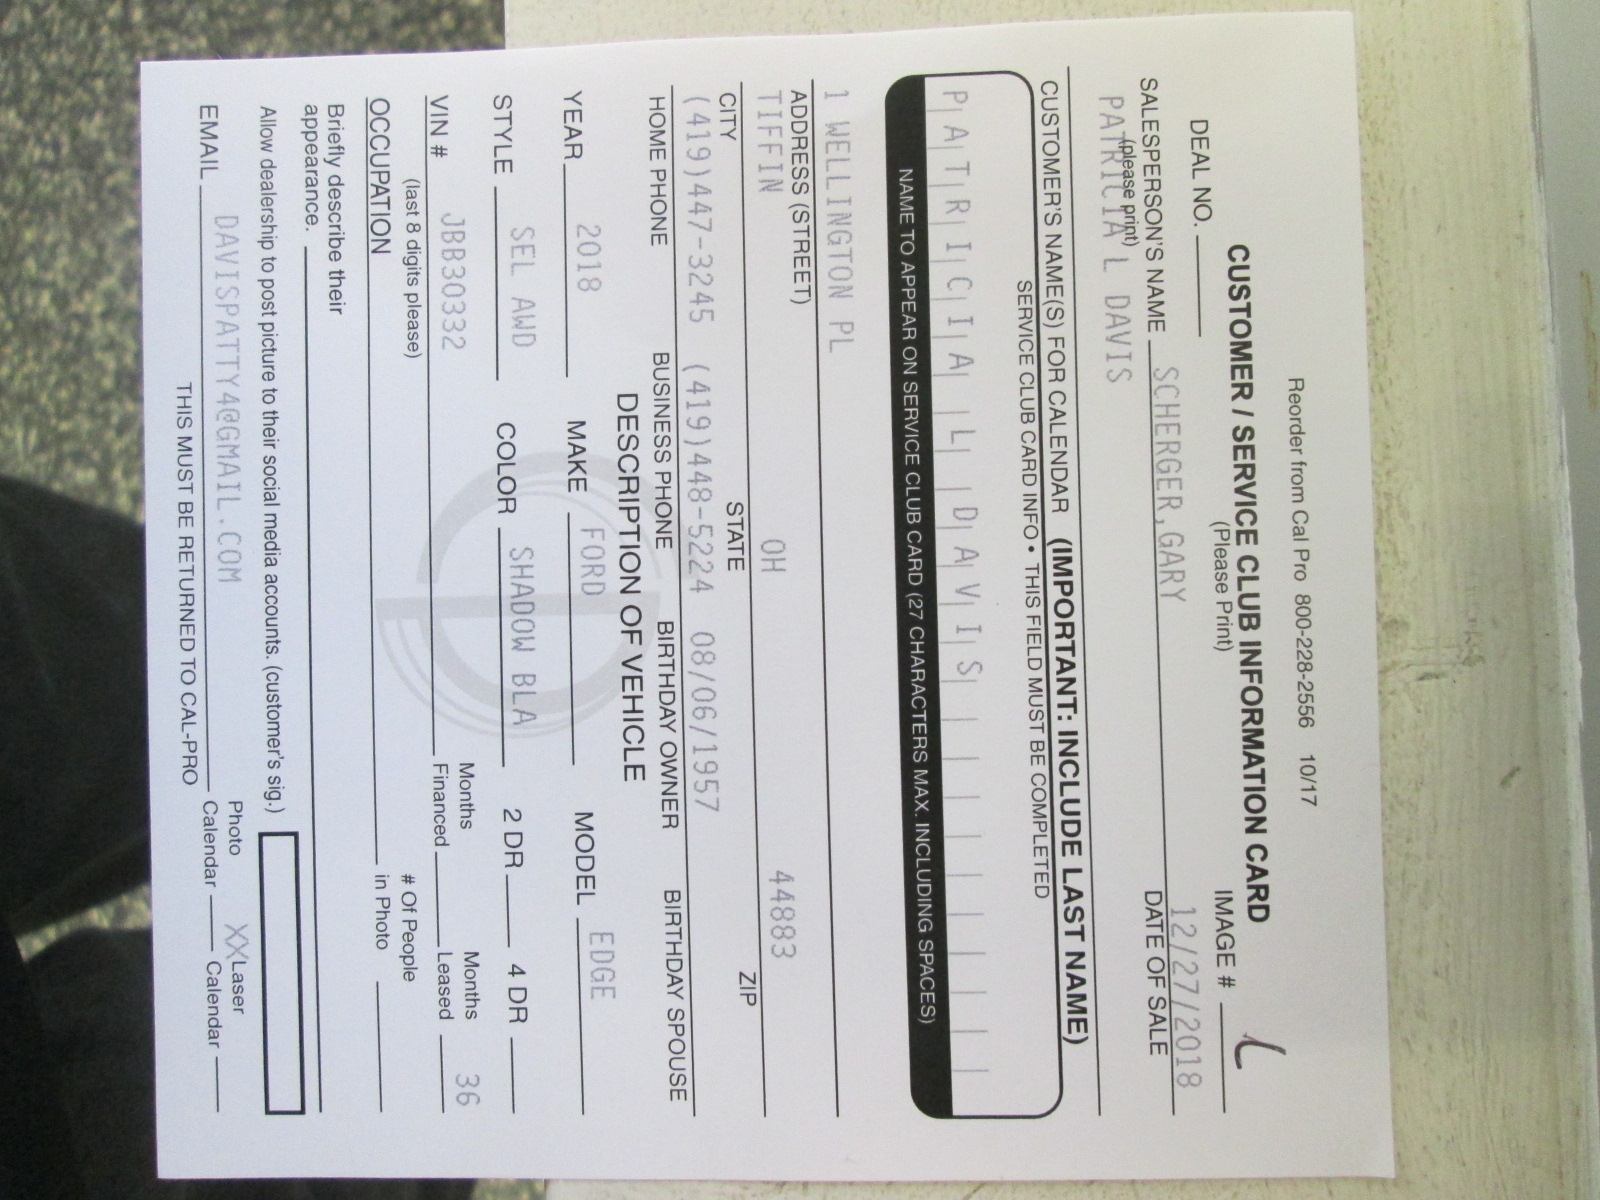 Reorder from Cal Pro 800-228-2556 10/17
CUSTOMER / SERVICE CLUB INFORMATION CARD
(Please Print)
DEAL NO. IMAGE #
SCHERGER,GARY 12/27/2018
SALESPERSON'S NAME DATE OF SALE
(please print)
PATRICIA L DAVIS
CUSTOMER'S NAME(S) FOR CALENDAR (IMPORTANT: INCLUDE LAST NAME)
SERVICE CLUB CARD INFO • THIS FIELD MUST BE COMPLETED
PATRICIA L DAVIS
NAME TO APPEAR ON SERVICE CLUB CARD (27 CHARACTERS MAX. INCLUDING SPACES)
1 WELLINGTON PL
ADDRESS (STREET)
TIFFIN OH 44883
CITY STATE ZIP
(419)447-3245 (419)448-5224 08/06/1957
HOME PHONE BUSINESS PHONE BIRTHDAY OWNER BIRTHDAY SPOUSE
DESCRIPTION OF VEHICLE
YEAR 2018 MAKE FORD MODEL EDGE
STYLE SEL AWD COLOR SHADOW BLA 2 DR 4 DR
VIN # JBB30332 Months Financed Months Leased 36
(last 8 digits please)
OCCUPATION # Of People in Photo
Briefly describe their
appearance.
Allow dealership to post picture to their social media accounts. (customer's sig.)
EMAIL DAVISPATTY4@GMAIL.COM Photo Calendar XX Laser Calendar
THIS MUST BE RETURNED TO CAL-PRO